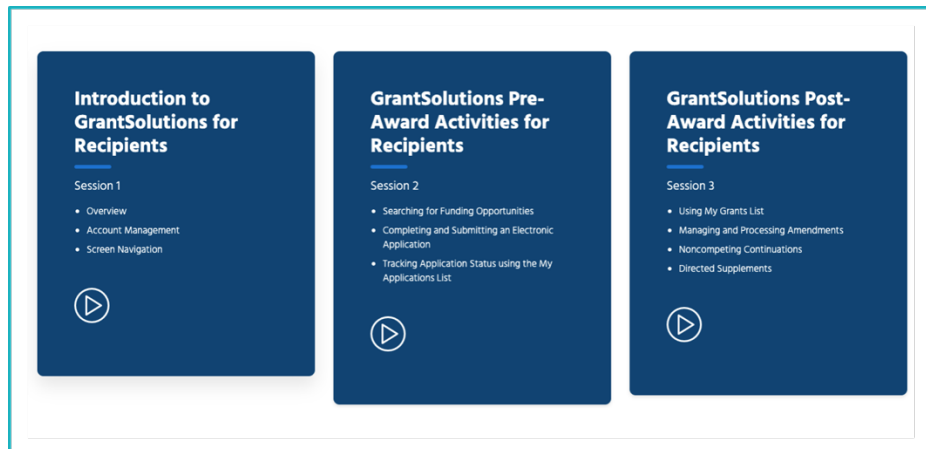 Introduction to
GrantSolutions for
Recipients
Session 1
• Overview
• Account Management
• Screen Navigation
GrantSolutions Pre-
Award Activities for
Recipients
Session 2
• Searching for Funding Opportunities
• Completing and Submitting an Electronic
Application
• Tracking Application Status using the My
Applications List
GrantSolutions Post-
Award Activities for
Recipients
Session 3
• Using My Grants List
• Managing and Processing Amendments
• Noncompeting Continuations
• Directed Supplements